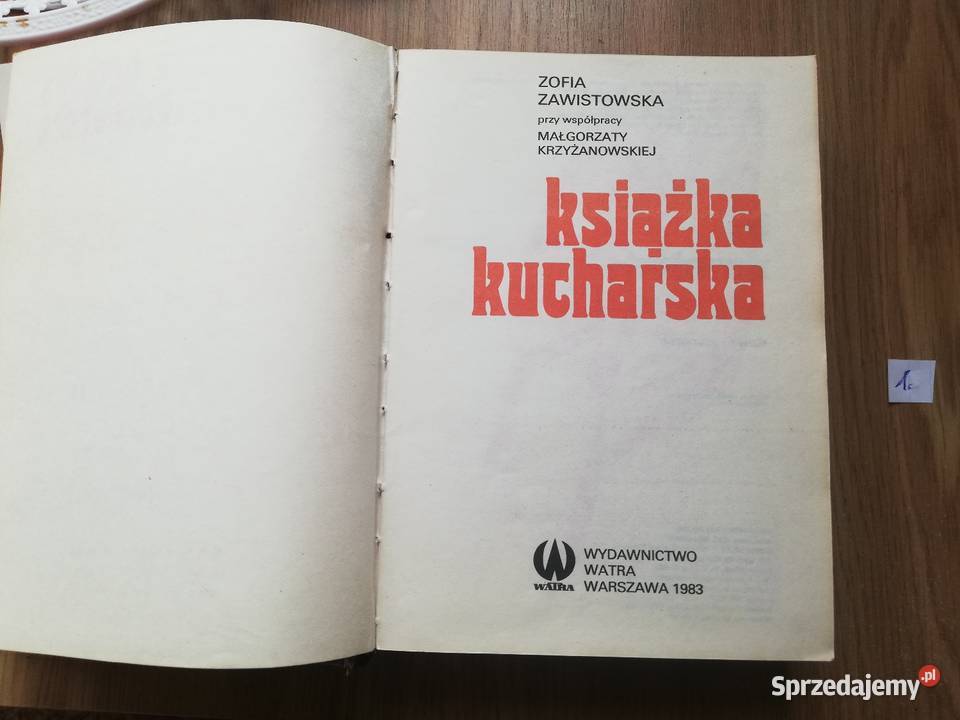 ZOFIA
ZAWISTOWSKA
przy współpracy
MAŁGORZATY
KRZYŻANOWSKIEJ
książka
kucharska
1.
WATRA
WYDAWNICTWO
WATRA
WARSZAWA 1983
Sprzedajemy.pl